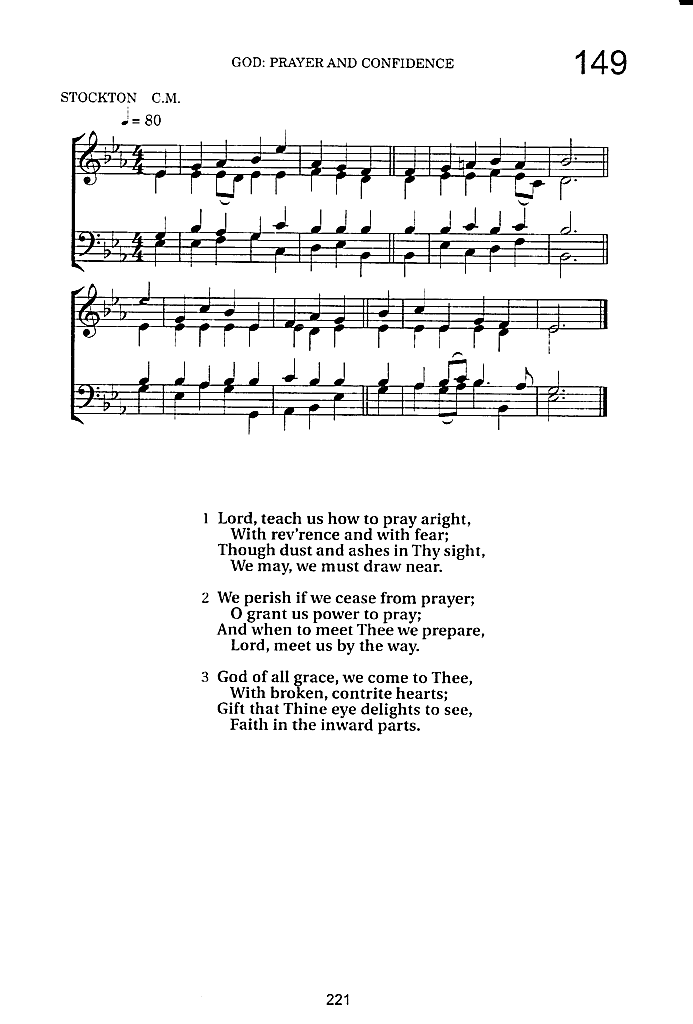 GOD: PRAYER AND CONFIDENCE 149
STOCKTON C.M.
♩= 80
1 Lord, teach us how to pray aright,
With rev'rence and with fear;
Though dust and ashes in Thy sight,
We may, we must draw near.
2 We perish if we cease from prayer;
O grant us power to pray;
And when to meet Thee we prepare,
Lord, meet us by the way.
3 God of all grace, we come to Thee,
With broken, contrite hearts;
Gift that Thine eye delights to see,
Faith in the inward parts.
221